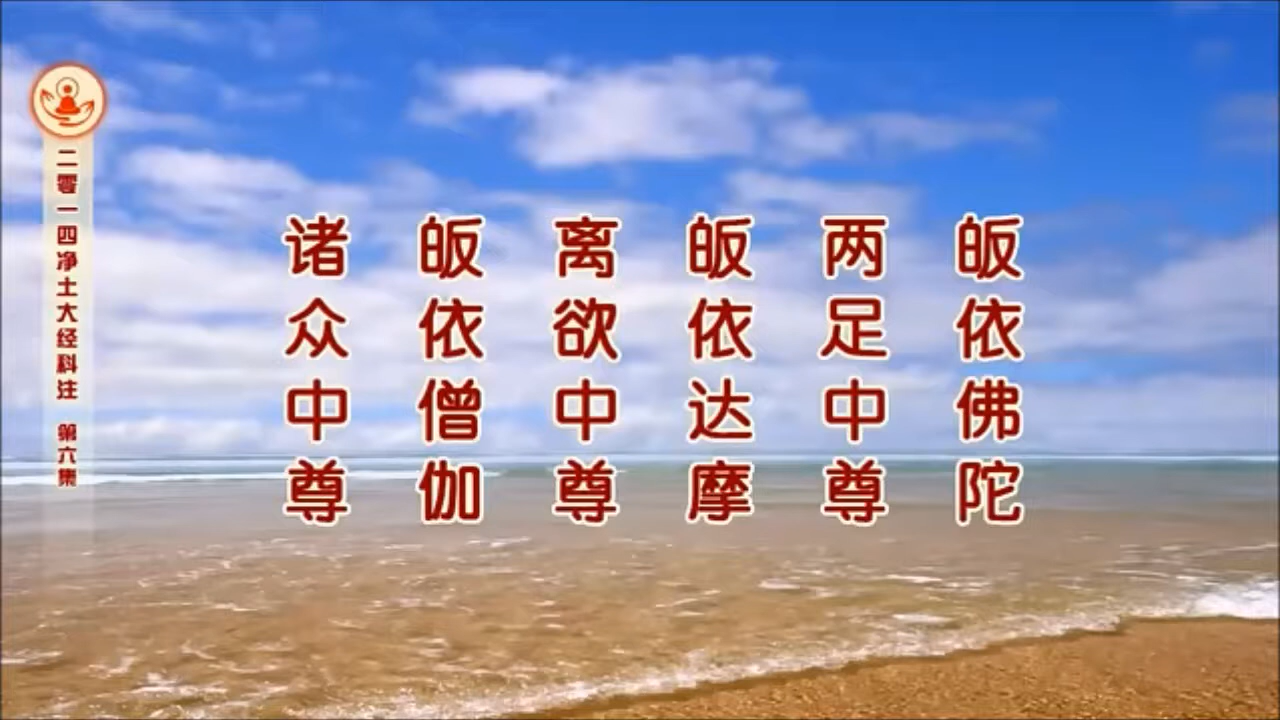 皈依佛陀
两足中尊
皈依达摩
离欲中尊
皈依僧伽
诸众中尊
二零一四净土大经科注 第六集